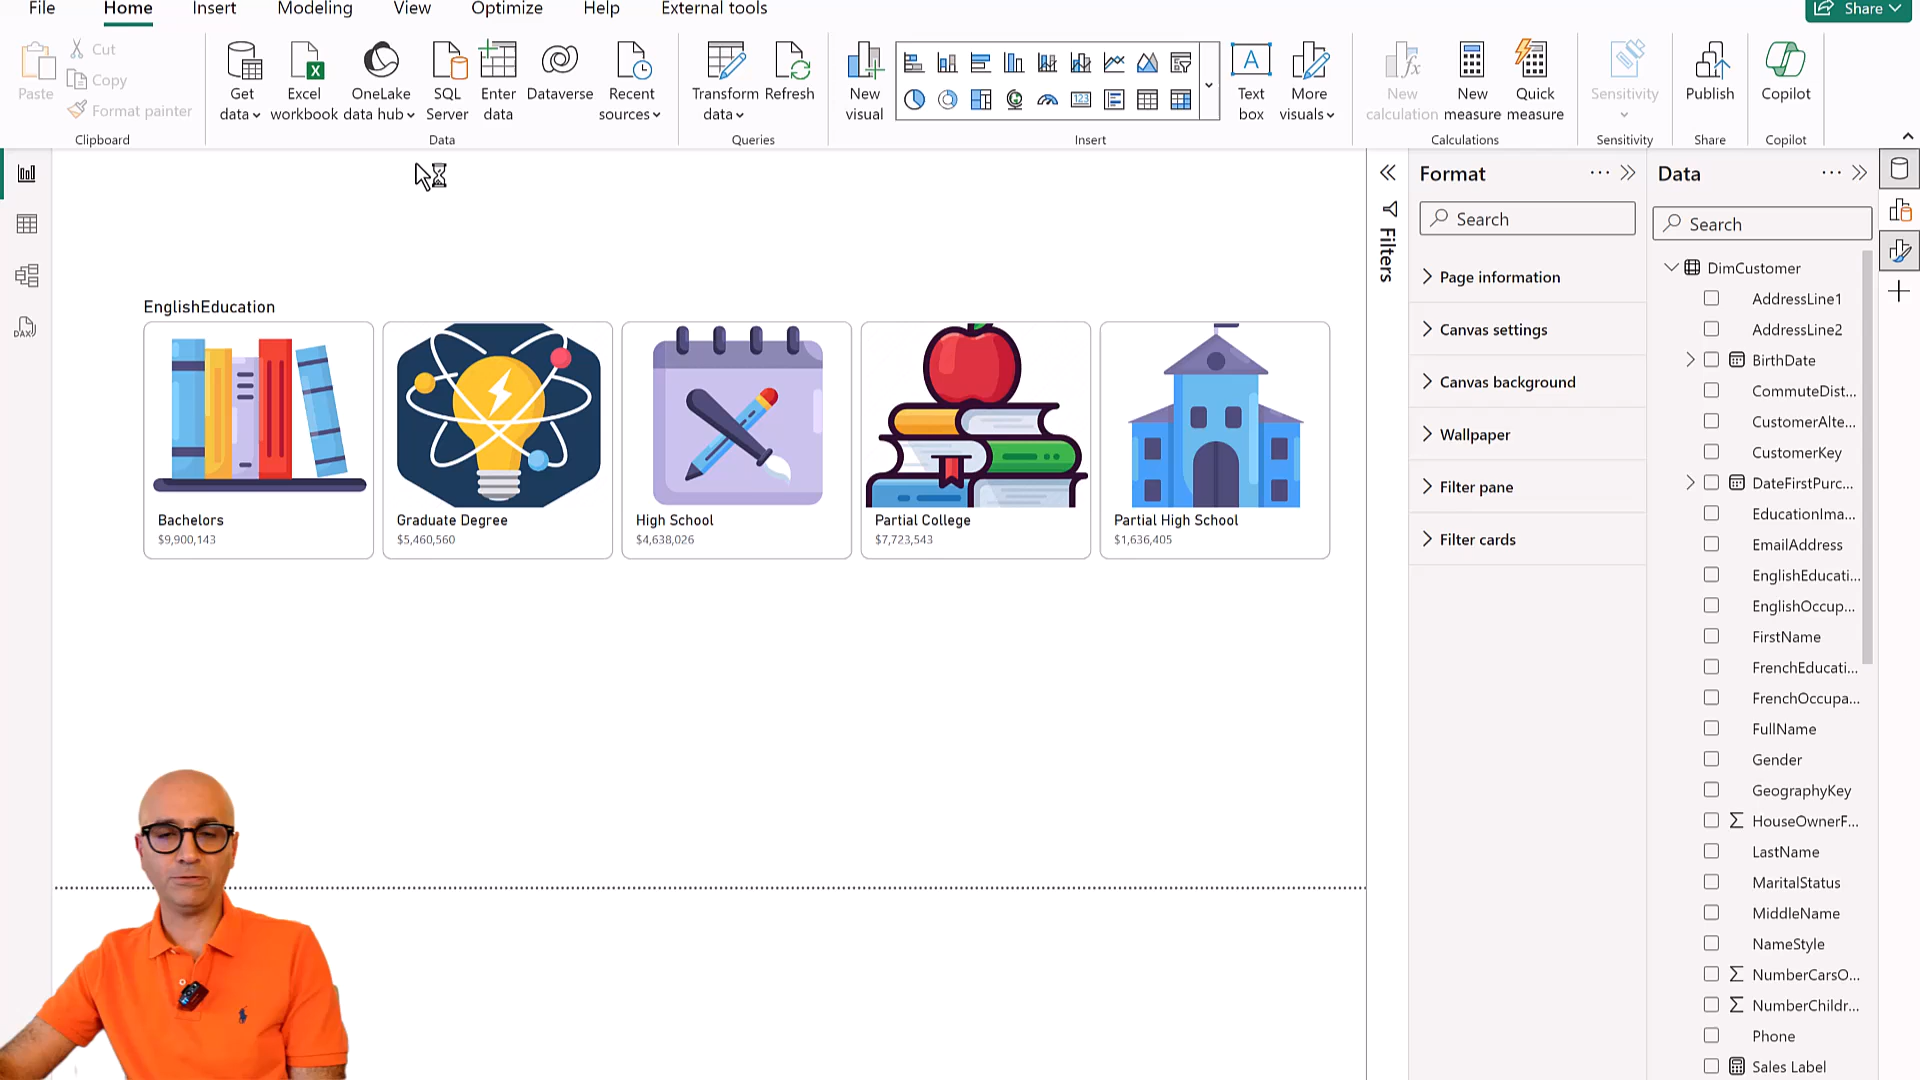 File Home Insert Modeling View Optimize Help External tools Share
Paste Cut
Copy
Format painter
Clipboard
Get data
Excel workbook
OneLake data hub
SQL Server
Enter data
Dataverse
Recent sources
Data
Transform data
Refresh
Queries
New visual
Text box
More visuals
Insert
New calculation
New measure
Quick measure
Calculations
Sensitivity
Sensitivity
Publish
Share
Copilot
Copilot
DAX
EnglishEducation
Bachelors
$9,900,143
Graduate Degree
$5,460,560
High School
$4,638,026
Partial College
$7,723,543
Partial High School
$1,636,405
Filters
Format
Search
Page information
Canvas settings
Canvas background
Wallpaper
Filter pane
Filter cards
Data
Search
DimCustomer
AddressLine1
AddressLine2
BirthDate
CommuteDist...
CustomerAlte...
CustomerKey
DateFirstPurc...
EducationIma...
EmailAddress
EnglishEducati...
EnglishOccup...
FirstName
FrenchEducati...
FrenchOccupa...
FullName
Gender
GeographyKey
HouseOwnerF...
LastName
MaritalStatus
MiddleName
NameStyle
NumberCarsO...
NumberChildr...
Phone
Sales Label